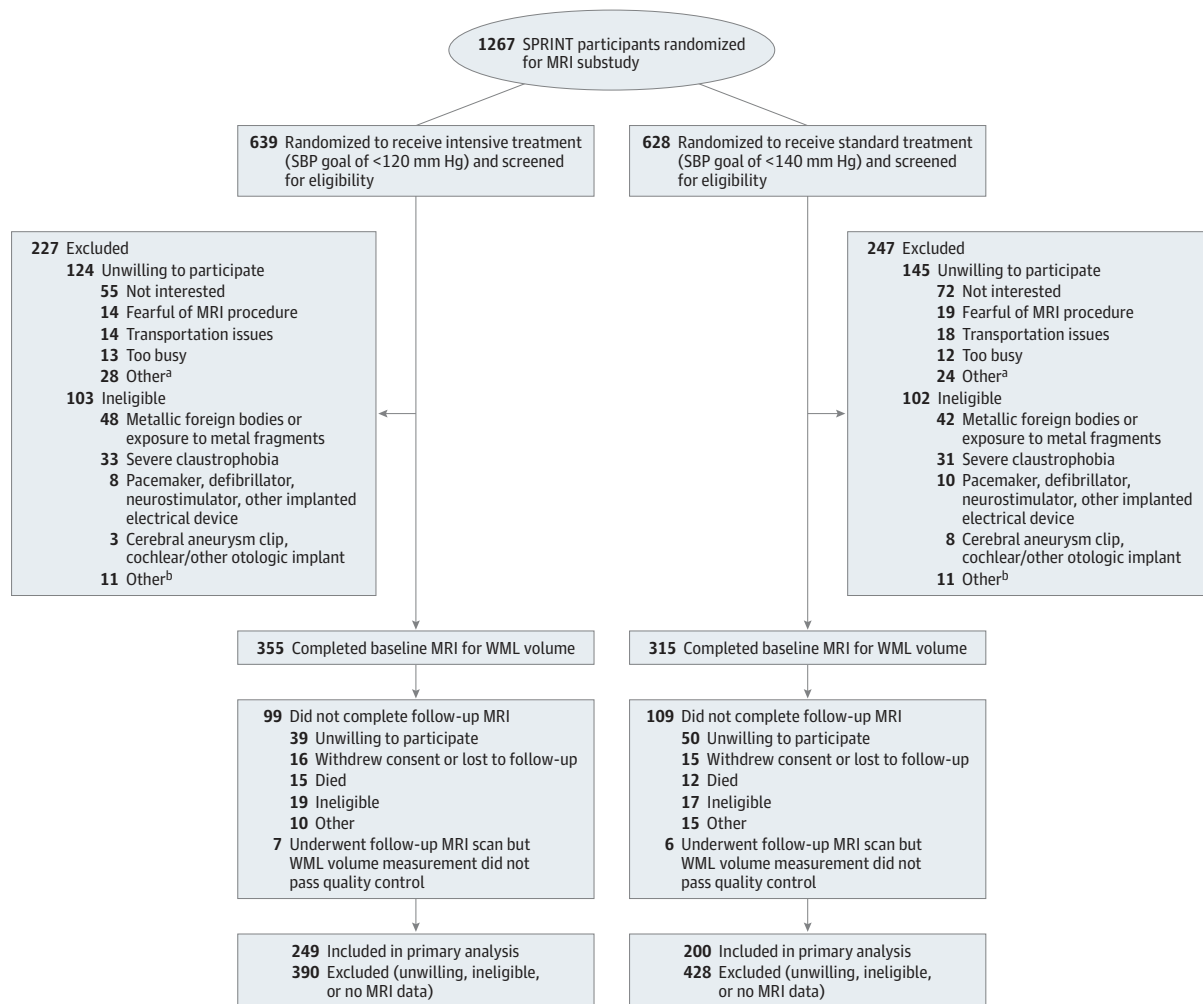 1267 SPRINT participants randomized
for MRI substudy
639 Randomized to receive intensive treatment
(SBP goal of <120 mm Hg) and screened
for eligibility
628 Randomized to receive standard treatment
(SBP goal of <140 mm Hg) and screened
for eligibility
227 Excluded
124 Unwilling to participate
55 Not interested
14 Fearful of MRI procedure
14 Transportation issues
13 Too busy
28 Otherᵃ
103 Ineligible
48 Metallic foreign bodies or
exposure to metal fragments
33 Severe claustrophobia
8 Pacemaker, defibrillator,
neurostimulator, other implanted
electrical device
3 Cerebral aneurysm clip,
cochlear/other otologic implant
11 Otherᵇ
247 Excluded
145 Unwilling to participate
72 Not interested
19 Fearful of MRI procedure
18 Transportation issues
12 Too busy
24 Otherᵃ
102 Ineligible
42 Metallic foreign bodies or
exposure to metal fragments
31 Severe claustrophobia
10 Pacemaker, defibrillator,
neurostimulator, other implanted
electrical device
8 Cerebral aneurysm clip,
cochlear/other otologic implant
11 Otherᵇ
355 Completed baseline MRI for WML volume
315 Completed baseline MRI for WML volume
99 Did not complete follow-up MRI
39 Unwilling to participate
16 Withdrew consent or lost to follow-up
15 Died
19 Ineligible
10 Other
7 Underwent follow-up MRI scan but
WML volume measurement did not
pass quality control
109 Did not complete follow-up MRI
50 Unwilling to participate
15 Withdrew consent or lost to follow-up
12 Died
17 Ineligible
15 Other
6 Underwent follow-up MRI scan but
WML volume measurement did not
pass quality control
249 Included in primary analysis
390 Excluded (unwilling, ineligible,
or no MRI data)
200 Included in primary analysis
428 Excluded (unwilling, ineligible,
or no MRI data)